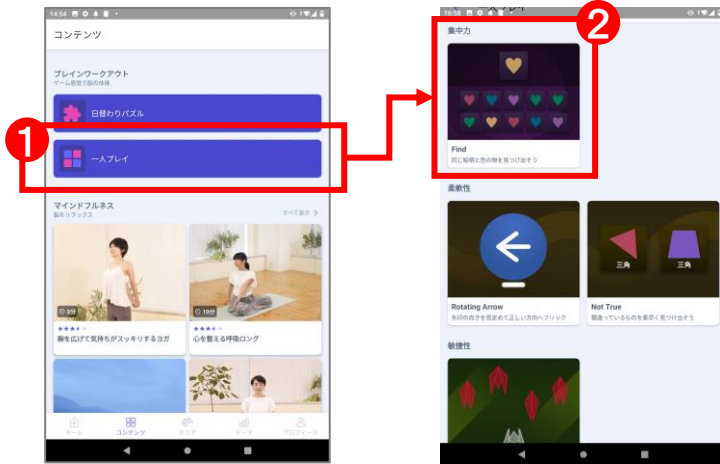 14:54
コンテンツ
ブレインワークアウト
ゲーム感覚で脳の体操
日替わりパズル
1
一人プレイ
マインドフルネス
脳をリラックス
すべて表示 >
3分
胸を広げて気持ちがスッキリするヨガ
10分
心を整える呼吸ロング
ホーム
コンテンツ
スコア
データ
プロフィール
2
集中力
Find
同じ絵柄と色の物を見つけ出そう
柔軟性
Rotating Arrow
矢印の向きを見定めて正しい方向へフリック
三角
三角
Not True
間違っているものを素早く見つけ出そう
敏捷性